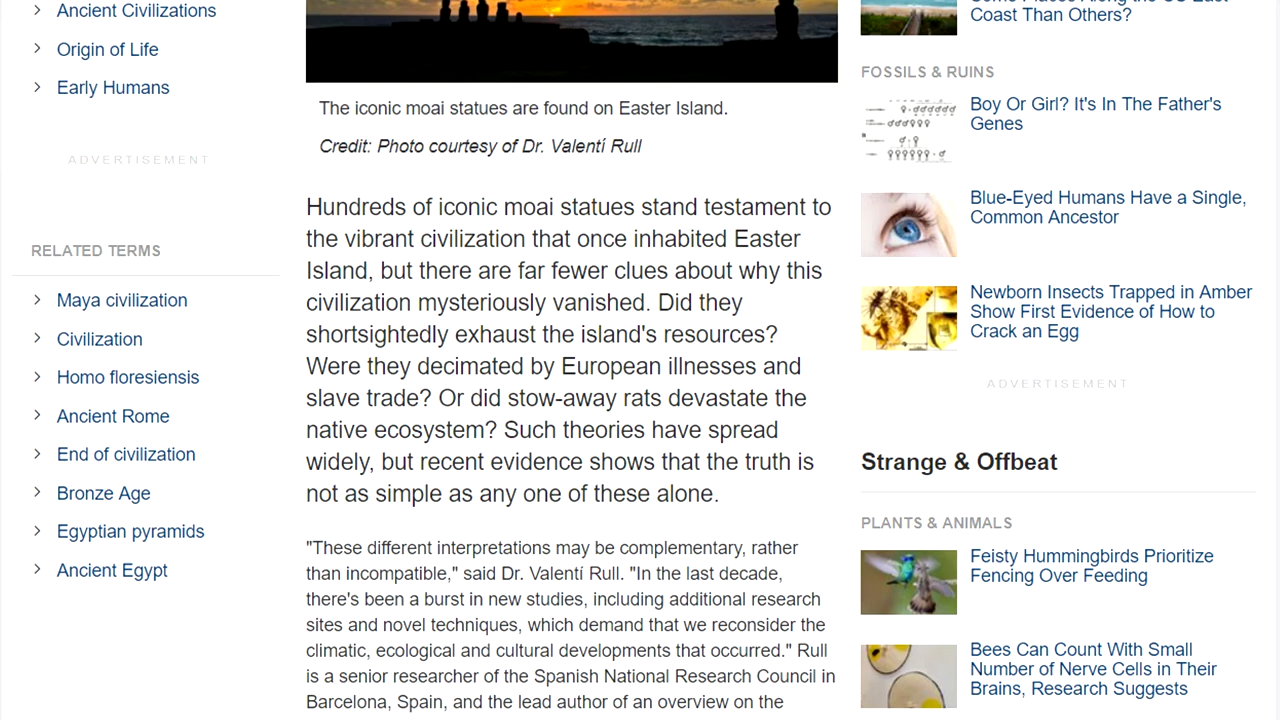 Ancient Civilizations
Origin of Life
Early Humans
ADVERTISEMENT
RELATED TERMS
Maya civilization
Civilization
Homo floresiensis
Ancient Rome
End of civilization
Bronze Age
Egyptian pyramids
Ancient Egypt
The iconic moai statues are found on Easter Island.
Credit: Photo courtesy of Dr. Valentí Rull
Hundreds of iconic moai statues stand testament to
the vibrant civilization that once inhabited Easter
Island, but there are far fewer clues about why this
civilization mysteriously vanished. Did they
shortsightedly exhaust the island's resources?
Were they decimated by European illnesses and
slave trade? Or did stow-away rats devastate the
native ecosystem? Such theories have spread
widely, but recent evidence shows that the truth is
not as simple as any one of these alone.
"These different interpretations may be complementary, rather
than incompatible," said Dr. Valentí Rull. "In the last decade,
there's been a burst in new studies, including additional research
sites and novel techniques, which demand that we reconsider the
climatic, ecological and cultural developments that occurred." Rull
is a senior researcher of the Spanish National Research Council in
Barcelona, Spain, and the lead author of an overview on the
Some Places Along the US East
Coast Than Others?
FOSSILS & RUINS
Boy Or Girl? It's In The Father's
Genes
Blue-Eyed Humans Have a Single,
Common Ancestor
Newborn Insects Trapped in Amber
Show First Evidence of How to
Crack an Egg
ADVERTISEMENT
Strange & Offbeat
PLANTS & ANIMALS
Feisty Hummingbirds Prioritize
Fencing Over Feeding
Bees Can Count With Small
Number of Nerve Cells in Their
Brains, Research Suggests